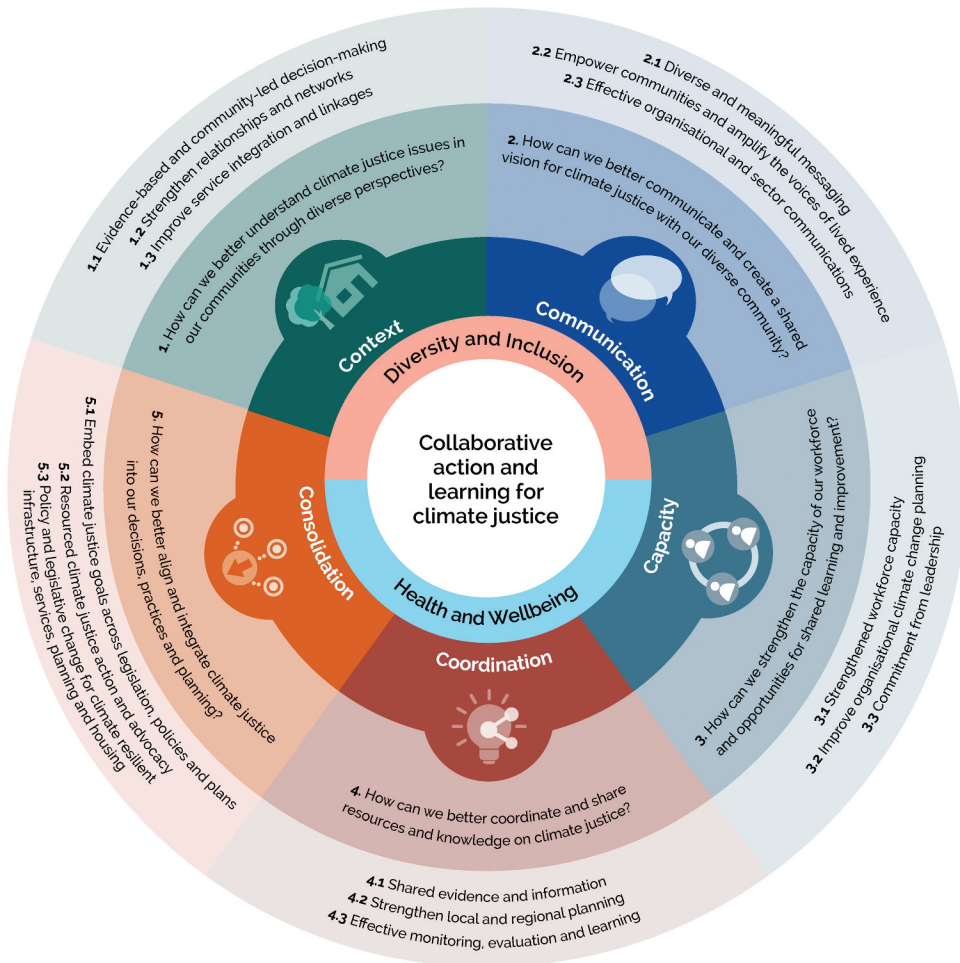 Collaborative
action and
learning for
climate justice
Diversity and Inclusion
Health and Wellbeing
Context
1. How can we better understand climate justice issues in
our communities through diverse perspectives?
1.1 Evidence-based and community-led decision-making
1.2 Strengthen relationships and networks
1.3 Improve service integration and linkages
Communication
2. How can we better communicate and create a shared
vision for climate justice with our diverse community?
2.1 Diverse and meaningful messaging
2.2 Empower communities and amplify the voices of lived experience
2.3 Effective organisational and sector communications
Capacity
3. How can we strengthen the capacity of our workforce
and opportunities for shared learning and improvement?
3.1 Strengthened workforce capacity
3.2 Improve organisational climate change planning
3.3 Commitment from leadership
Coordination
4. How can we better coordinate and share
resources and knowledge on climate justice?
4.1 Shared evidence and information
4.2 Strengthen local and regional planning
4.3 Effective monitoring, evaluation and learning
Consolidation
5. How can we better align and integrate climate justice
into our decisions, practices and planning?
5.1 Embed climate justice goals across legislation, policies and plans
5.2 Resourced climate justice action and advocacy
5.3 Policy and legislative change for climate resilient
infrastructure, services, planning and housing